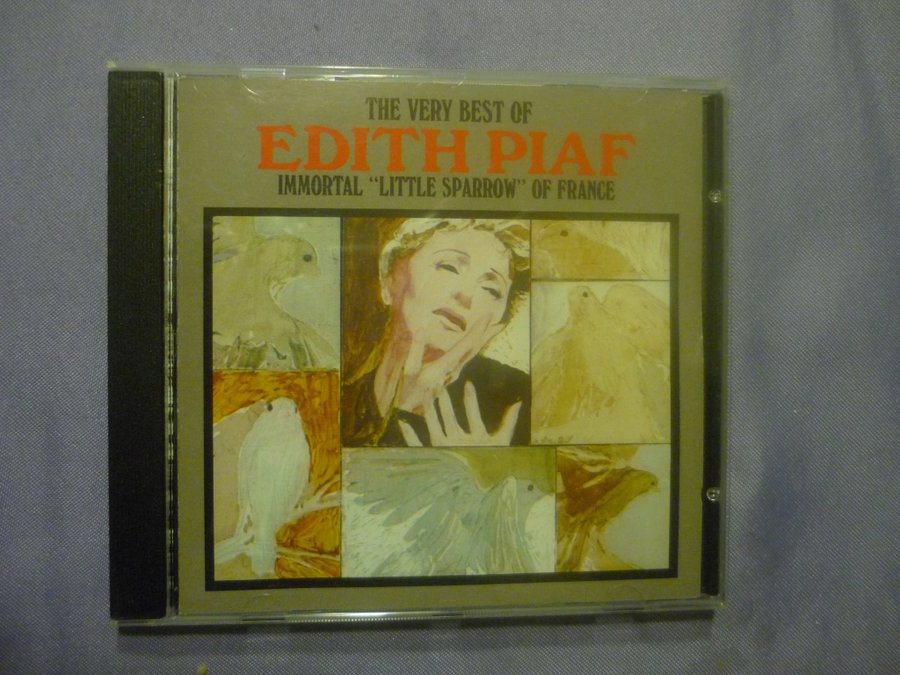 THE VERY BEST OF
EDITH PIAF
IMMORTAL “LITTLE SPARROW” OF FRANCE